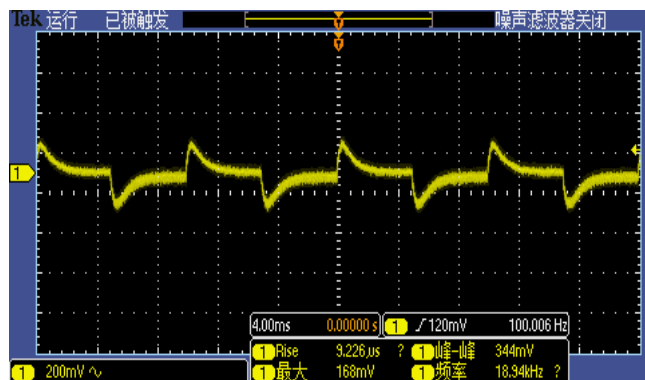 Tek 运行 已被触发 噪声滤波器关闭
T
T
1
4.00ms 0.00000 s 1 120mV 100.006 Hz
1 Rise 9.226μs ? 1 峰-峰 344mV
1 200mV 1 最大 168mV 1 频率 18.94kHz ?